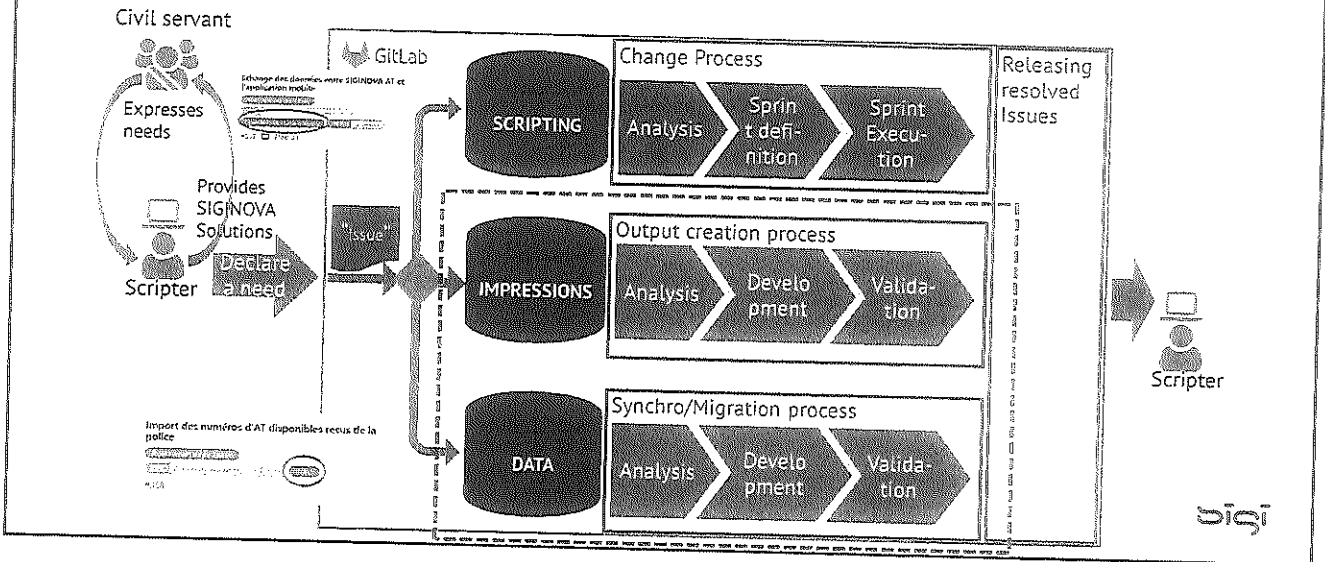 Civil servant
Expresses
needs
Provides
SIGINOVA
Solutions
Scripter
Declare
a need
GitLab
Echange des données entre SIGINOVA AT et
l'application mobile
"Issue"
Import des numéros d'AT disponibles reçus de la
police
SCRIPTING
Change Process
Analysis
Sprin
t defi-
nition
Sprint
Execu-
tion
IMPRESSIONS
Output creation process
Analysis
Develo
pment
Valida-
tion
DATA
Synchro/Migration process
Analysis
Develo
pment
Valida-
tion
Releasing
resolved
Issues
Scripter
sigi